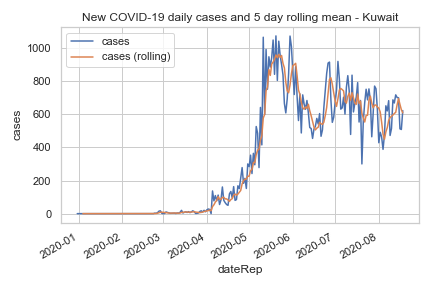 New COVID-19 daily cases and 5 day rolling mean - Kuwait
cases
cases (rolling)
1000
800
600
400
200
0
cases
2020-01
2020-02
2020-03
2020-04
2020-05
2020-06
2020-07
2020-08
dateRep